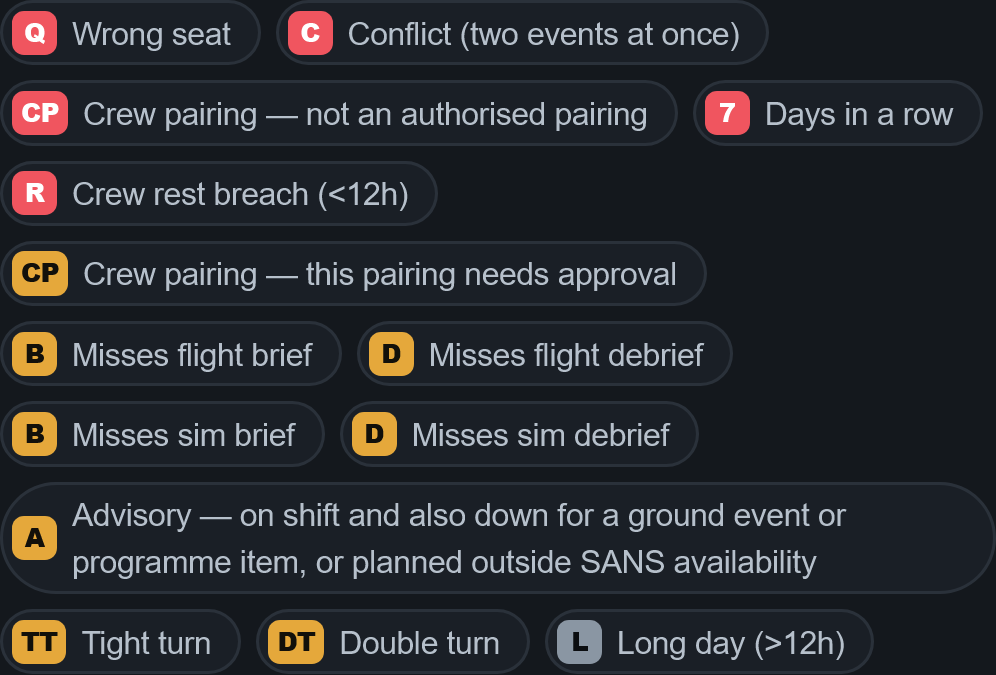 Q Wrong seat C Conflict (two events at once)
CP Crew pairing — not an authorised pairing 7 Days in a row
R Crew rest breach (<12h)
CP Crew pairing — this pairing needs approval
B Misses flight brief D Misses flight debrief
B Misses sim brief D Misses sim debrief
A Advisory — on shift and also down for a ground event or
programme item, or planned outside SANS availability
TT Tight turn DT Double turn L Long day (>12h)